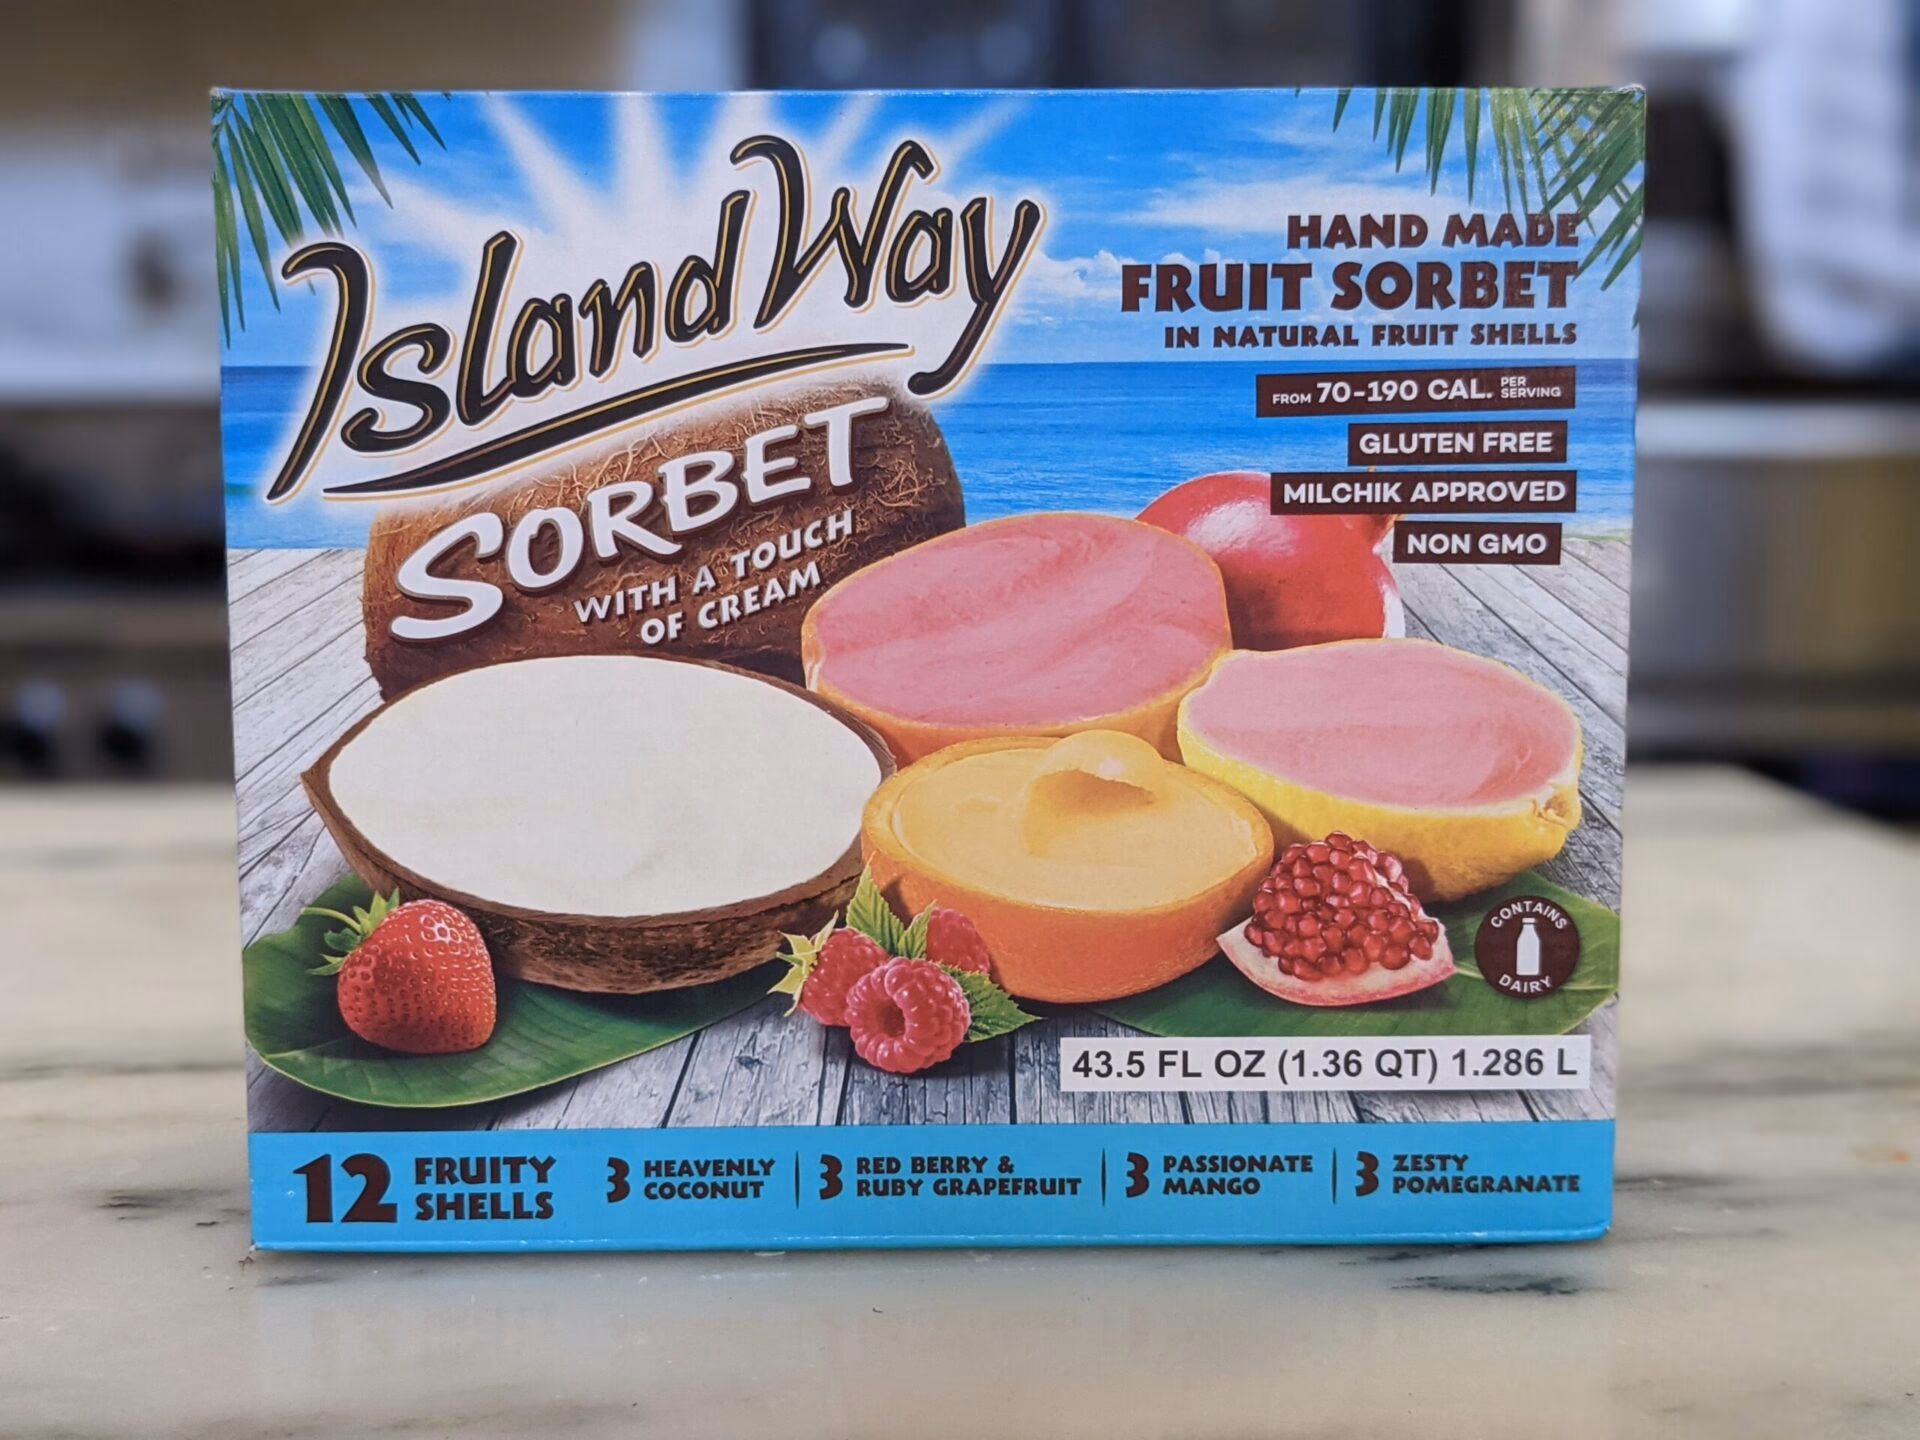 Island Way
SORBET
WITH A TOUCH
OF CREAM
HAND MADE
FRUIT SORBET
IN NATURAL FRUIT SHELLS
FROM 70-190 CAL. PER SERVING
GLUTEN FREE
MILCHIK APPROVED
NON GMO
CONTAINS
DAIRY
43.5 FL OZ (1.36 QT) 1.286 L
12 FRUITY
SHELLS
3 HEAVENLY
COCONUT
3 RED BERRY &
RUBY GRAPEFRUIT
3 PASSIONATE
MANGO
3 ZESTY
POMEGRANATE